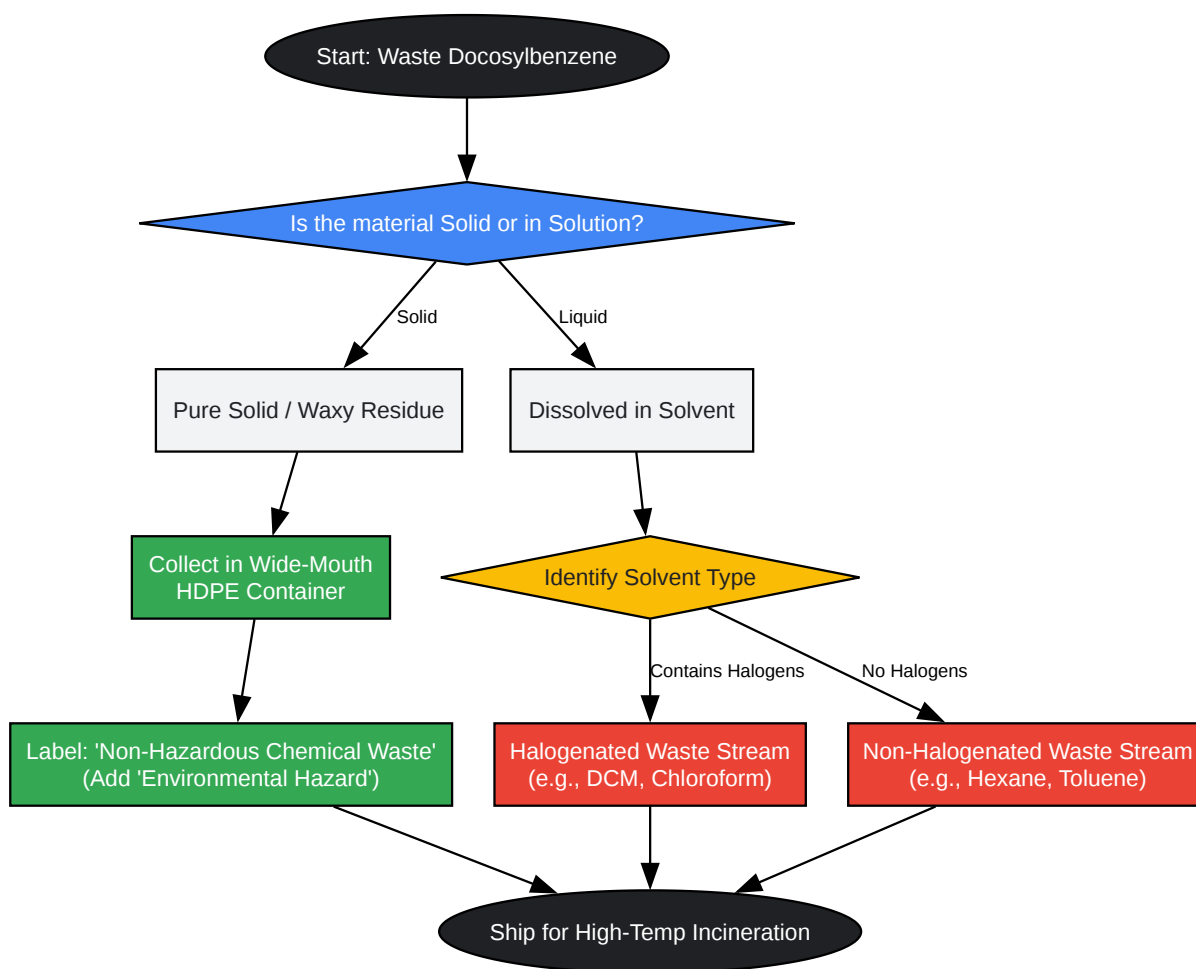 Start: Waste Docosylbenzene
Is the material Solid or in Solution?
Solid
Liquid
Pure Solid / Waxy Residue
Dissolved in Solvent
Collect in Wide-Mouth
HDPE Container
Identify Solvent Type
Contains Halogens
No Halogens
Label: 'Non-Hazardous Chemical Waste'
(Add 'Environmental Hazard')
Halogenated Waste Stream
(e.g., DCM, Chloroform)
Non-Halogenated Waste Stream
(e.g., Hexane, Toluene)
Ship for High-Temp Incineration